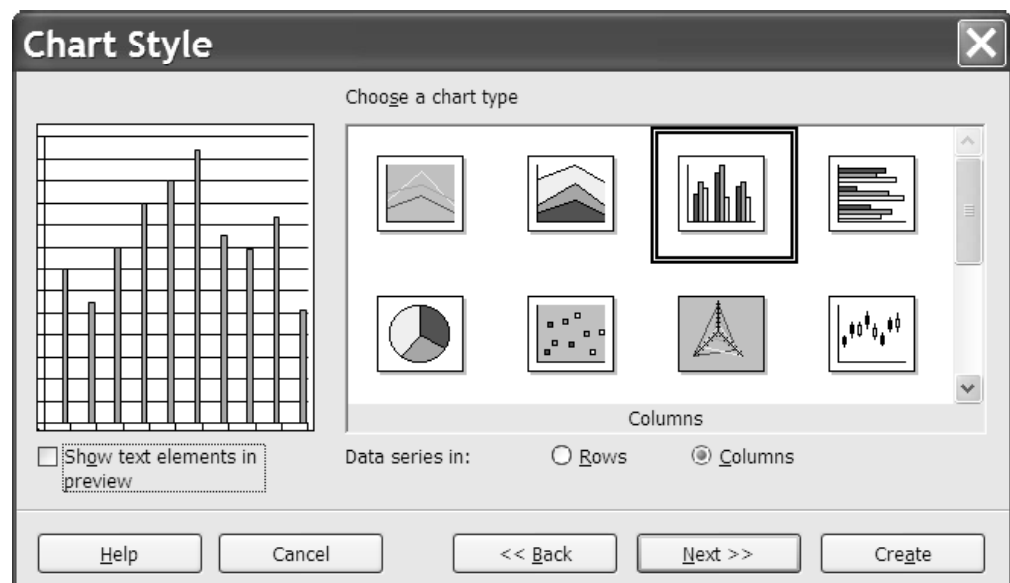 Chart Style
Choose a chart type
Columns
Show text elements in
preview
Data series in:
Rows
Columns
Help
Cancel
<< Back
Next >>
Create